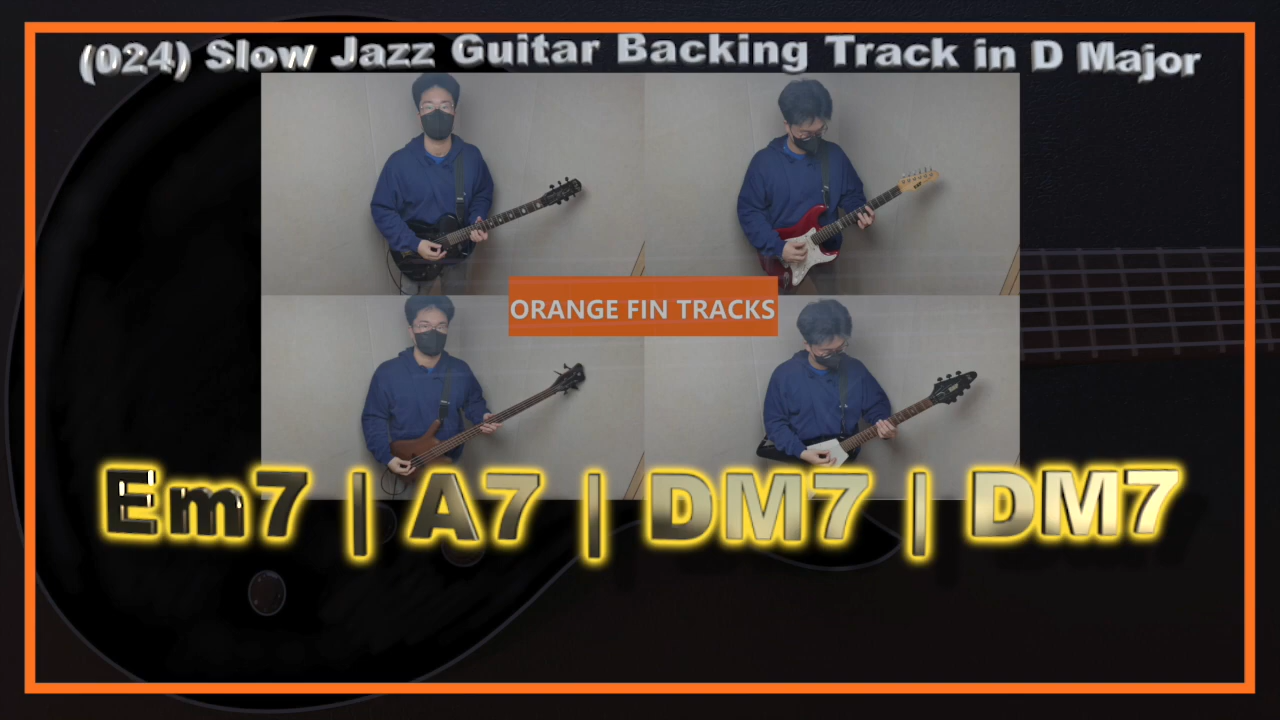 (024) Slow Jazz Guitar Backing Track in D Major
ORANGE FIN TRACKS
Em7 | A7 | DM7 | DM7